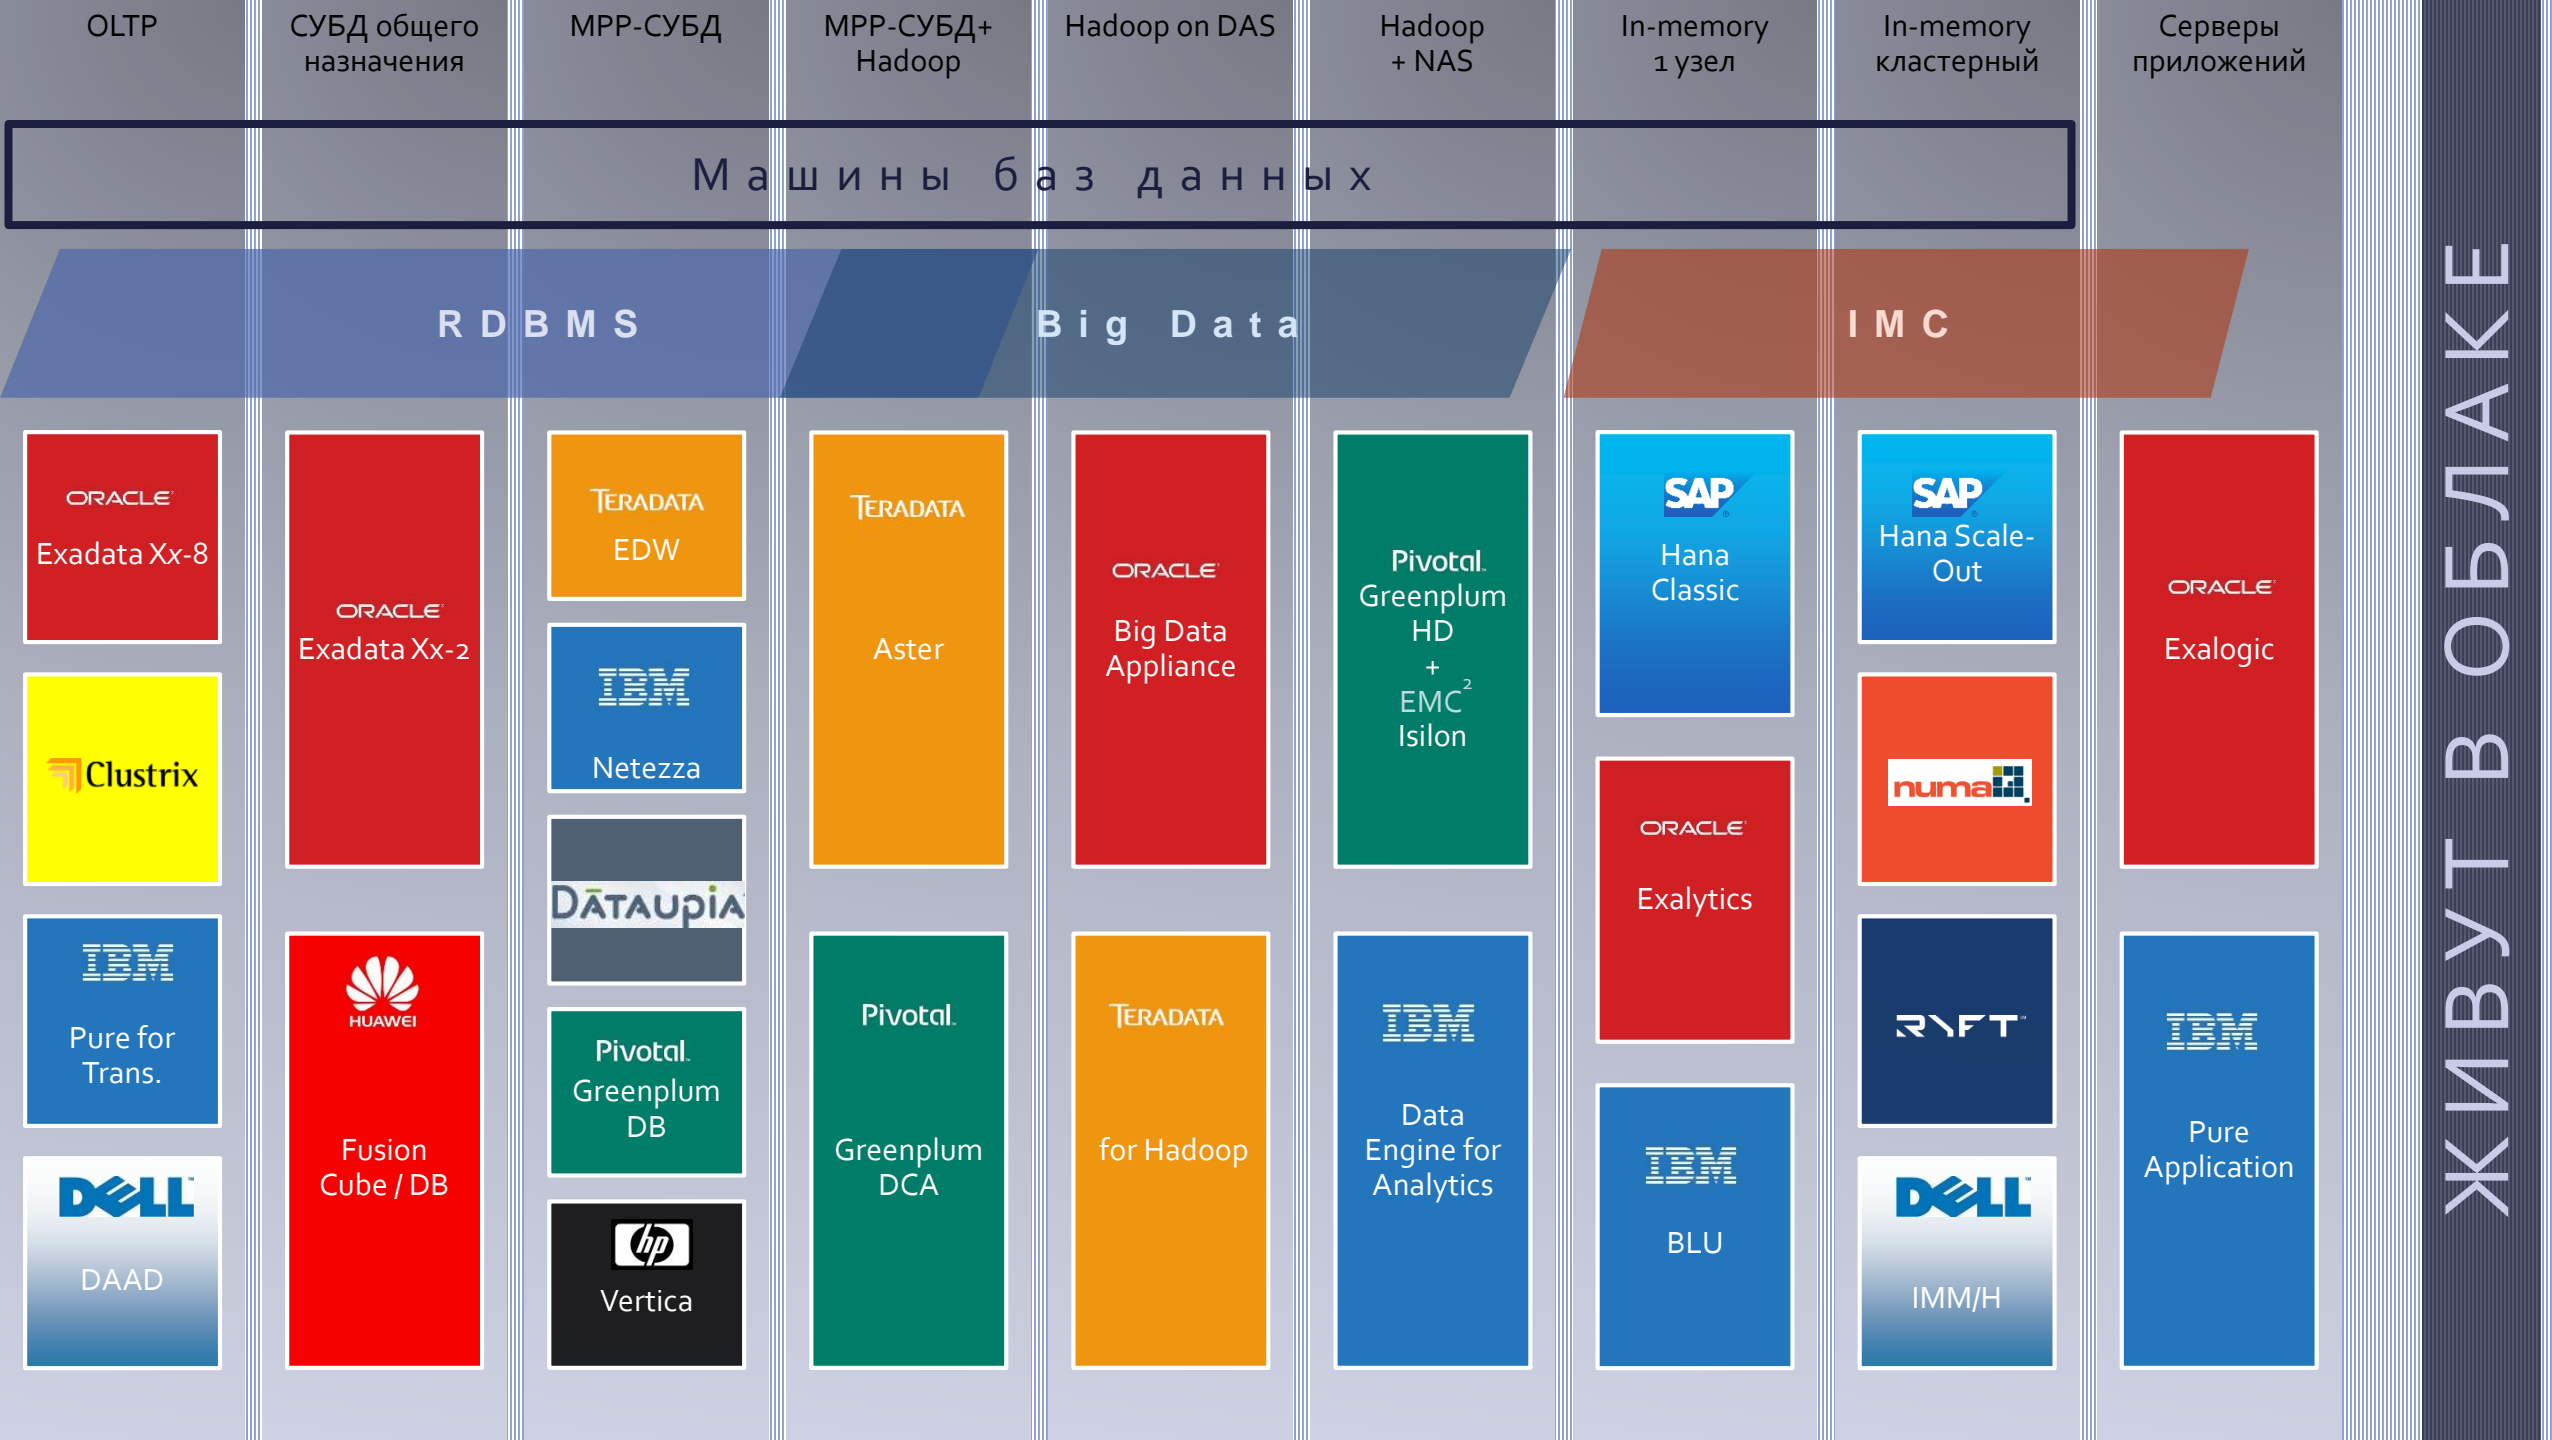 OLTP
СУБД общего
назначения
MPP-СУБД
MPP-СУБД+
Hadoop
Hadoop on DAS
Hadoop
+ NAS
In-memory
1 узел
In-memory
кластерный
Серверы
приложений
Машины баз данных
RDBMS
Big Data
IMC
ORACLE
Exadata Xx-8
Clustrix
IBM
Pure for
Trans.
DELL
DAAD
ORACLE
Exadata Xx-2
HUAWEI
Fusion
Cube / DB
TERADATA
EDW
IBM
Netezza
DATAUPIA
Pivotal
Greenplum
DB
hp
Vertica
TERADATA
Aster
Pivotal
Greenplum
DCA
ORACLE
Big Data
Appliance
TERADATA
for Hadoop
Pivotal
Greenplum
HD
+
EMC²
Isilon
IBM
Data
Engine for
Analytics
SAP
Hana
Classic
ORACLE
Exalytics
IBM
BLU
SAP
Hana Scale-
Out
numaQ
RYFT
DELL
IMM/H
ORACLE
Exalogic
IBM
Pure
Application
ЖИВУТ В ОБЛАКЕ